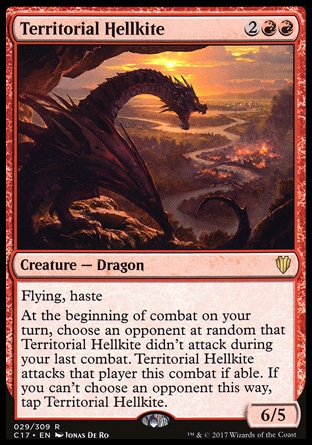 Territorial Hellkite 2
Creature — Dragon
Flying, haste
At the beginning of combat on your
turn, choose an opponent at random that
Territorial Hellkite didn't attack during
your last combat. Territorial Hellkite
attacks that player this combat if able. If
you can't choose an opponent this way,
tap Territorial Hellkite.
6/5
029/309 R
C17 • EN Jonas De Ro ™ & © 2017 Wizards of the Coast